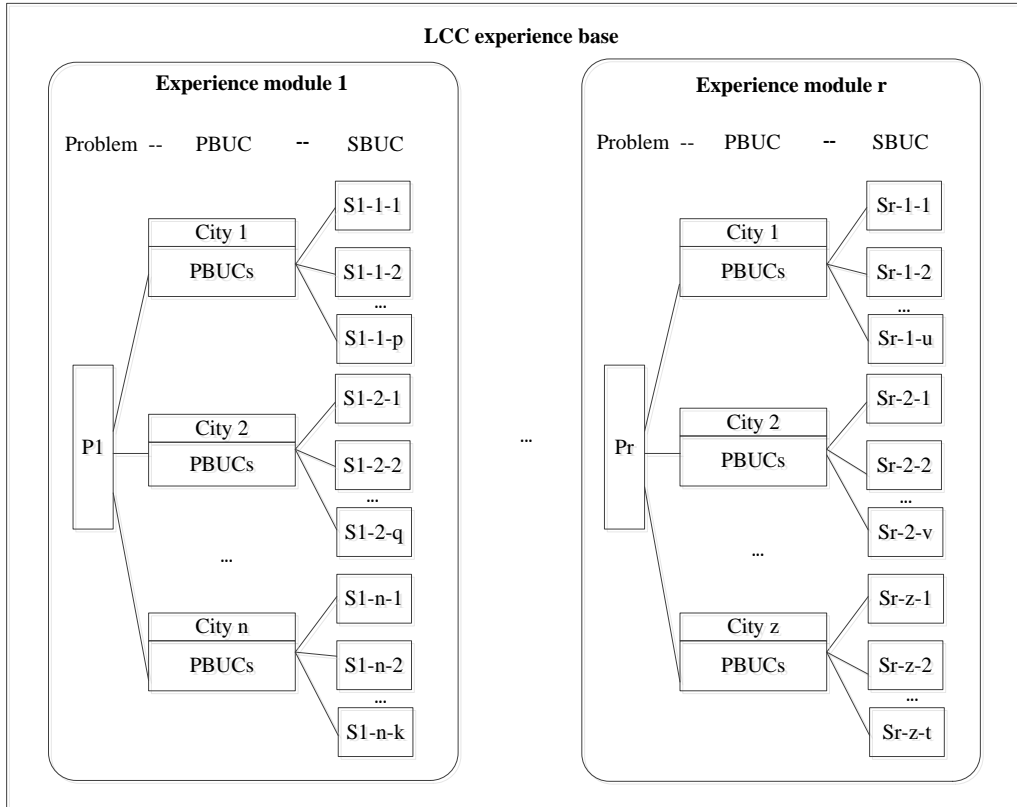 LCC experience base
Experience module 1
Problem -- PBUC -- SBUC
S1-1-1
City 1
PBUCs
S1-1-2
...
S1-1-p
P1
S1-2-1
City 2
PBUCs
S1-2-2
...
S1-2-q
...
S1-n-1
City n
PBUCs
S1-n-2
...
S1-n-k
...
Experience module r
Problem -- PBUC -- SBUC
Sr-1-1
City 1
PBUCs
Sr-1-2
...
Sr-1-u
Pr
Sr-2-1
City 2
PBUCs
Sr-2-2
...
Sr-2-v
...
Sr-z-1
City z
PBUCs
Sr-z-2
...
Sr-z-t